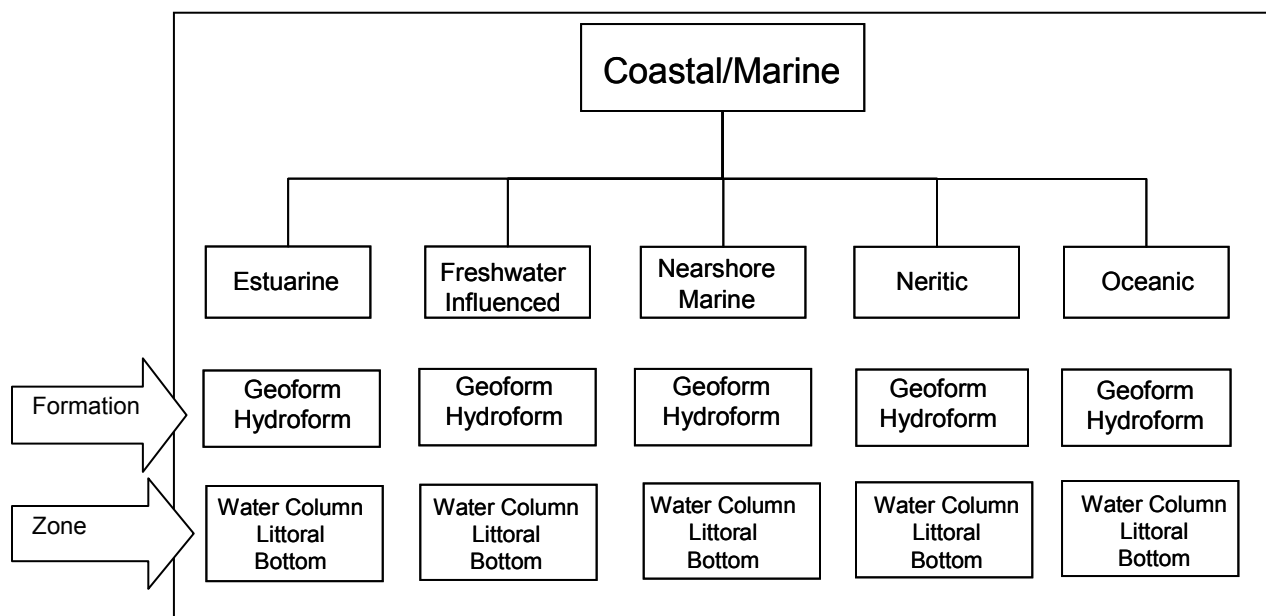 Coastal/Marine
Estuarine
Freshwater
Influenced
Nearshore
Marine
Neritic
Oceanic
Formation
Geoform
Hydroform
Geoform
Hydroform
Geoform
Hydroform
Geoform
Hydroform
Geoform
Hydroform
Zone
Water Column
Littoral
Bottom
Water Column
Littoral
Bottom
Water Column
Littoral
Bottom
Water Column
Littoral
Bottom
Water Column
Littoral
Bottom